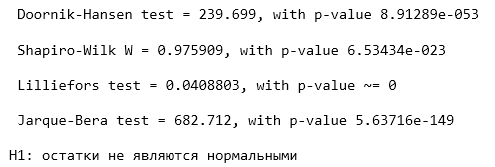 Doornik-Hansen test = 239.699, with p-value 8.91289e-053
Shapiro-Wilk W = 0.975909, with p-value 6.53434e-023
Lilliefors test = 0.0408803, with p-value ~= 0
Jarque-Bera test = 682.712, with p-value 5.63716e-149
H1: остатки не являются нормальными